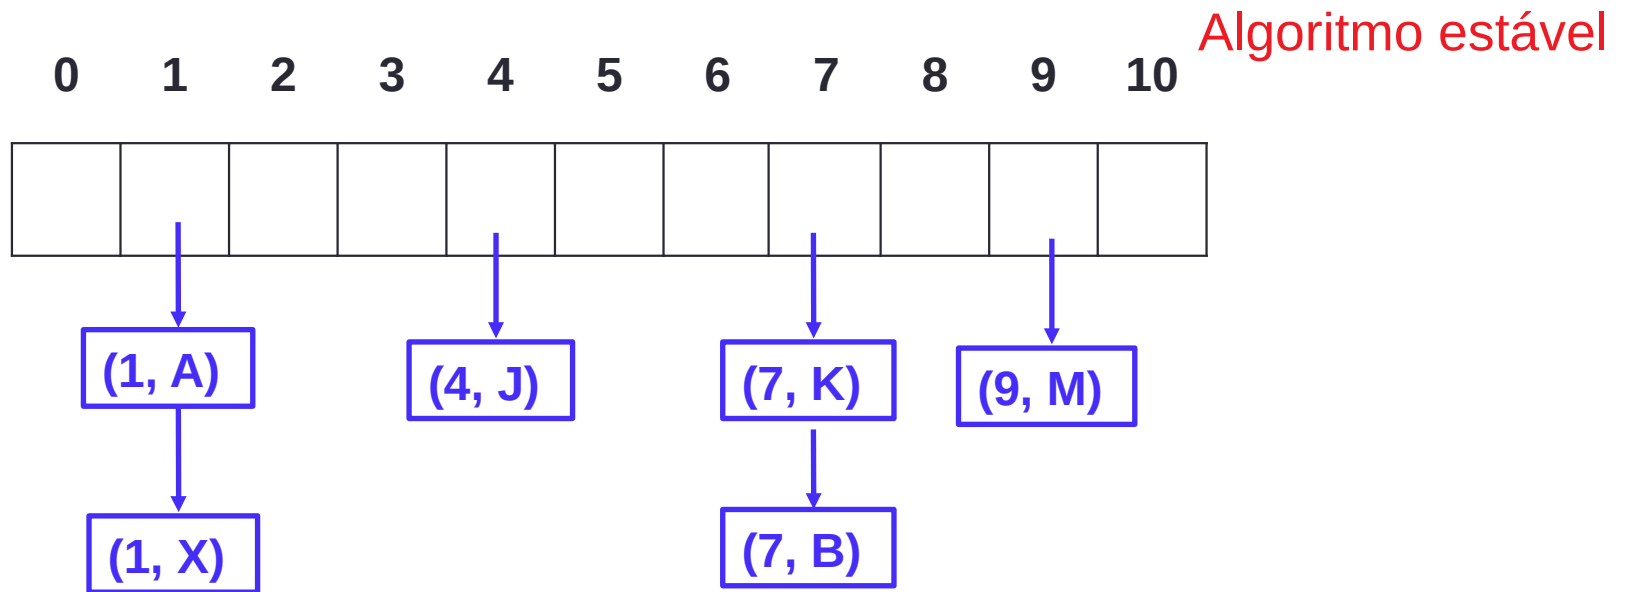 Algoritmo estável
0 1 2 3 4 5 6 7 8 9 10
(1, A) (4, J) (7, K) (9, M)
(1, X) (7, B)